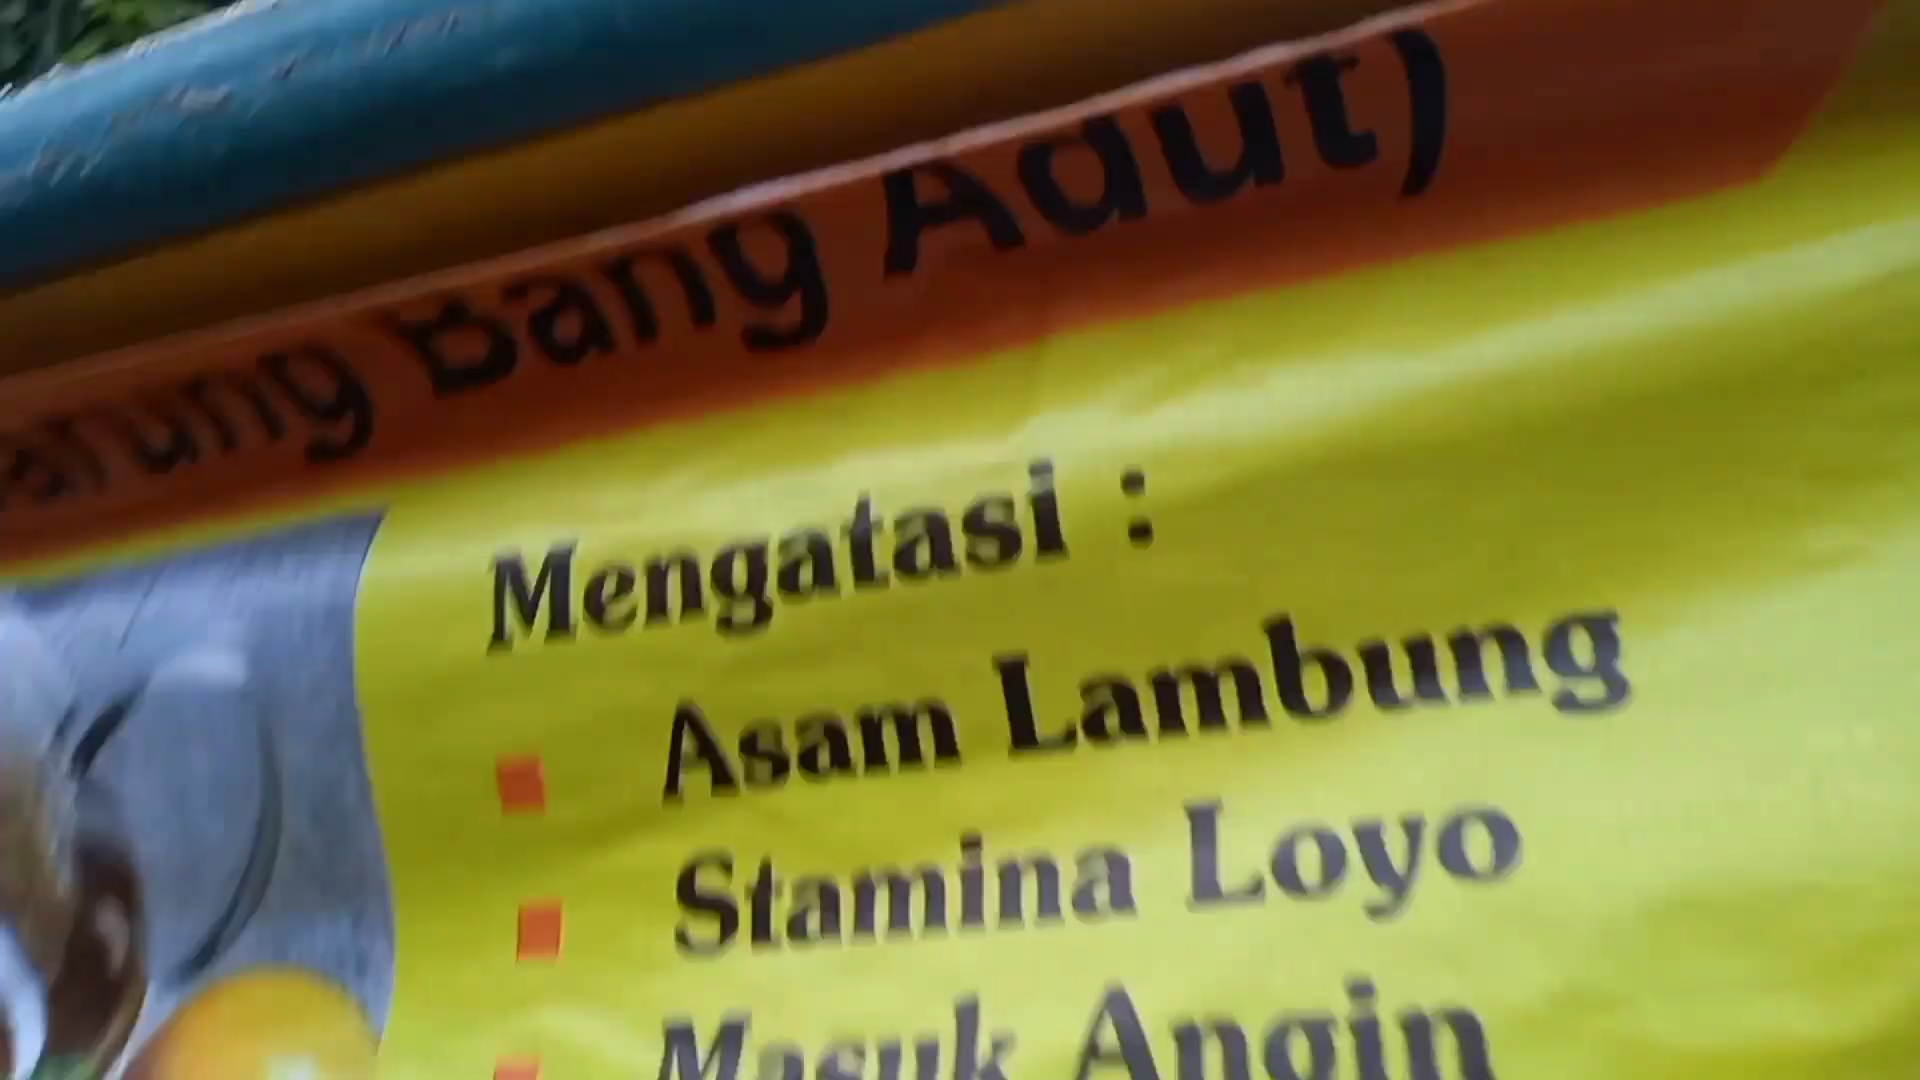 Bang Adut)
Mengatasi :
Asam Lambung
Stamina Loyo
Masuk Angin